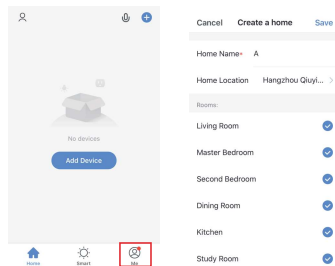 No devices
Add Device
Home
Smart
Me
Cancel
Create a home
Save
Home Name*
A
Home Location
Hangzhou Qiuyi...
Rooms:
Living Room
Master Bedroom
Second Bedroom
Dining Room
Kitchen
Study Room